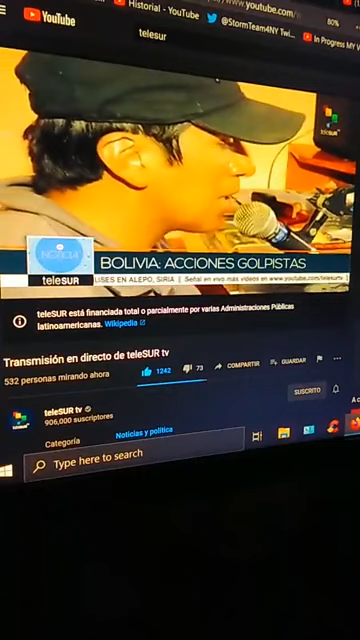 Historial - YouTube
www.youtube.com/
YouTube
@StormTeam4NY Twi...
80%
telesur
In Progress MY
teleSUR
NOTICIA
BOLIVIA: ACCIONES GOLPISTAS
teleSUR
LISES EN ALEPO, SIRIA || Señal en vivo más videos en www.youtube.com/telesurtv
teleSUR está financiada total o parcialmente por varias Administraciones Públicas
latinoamericanas. Wikipedia
Transmisión en directo de teleSUR tv
532 personas mirando ahora
1242
73
COMPARTIR
GUARDAR
teleSUR tv
906,000 suscriptores
SUSCRITO
Categoría
Noticias y política
Type here to search